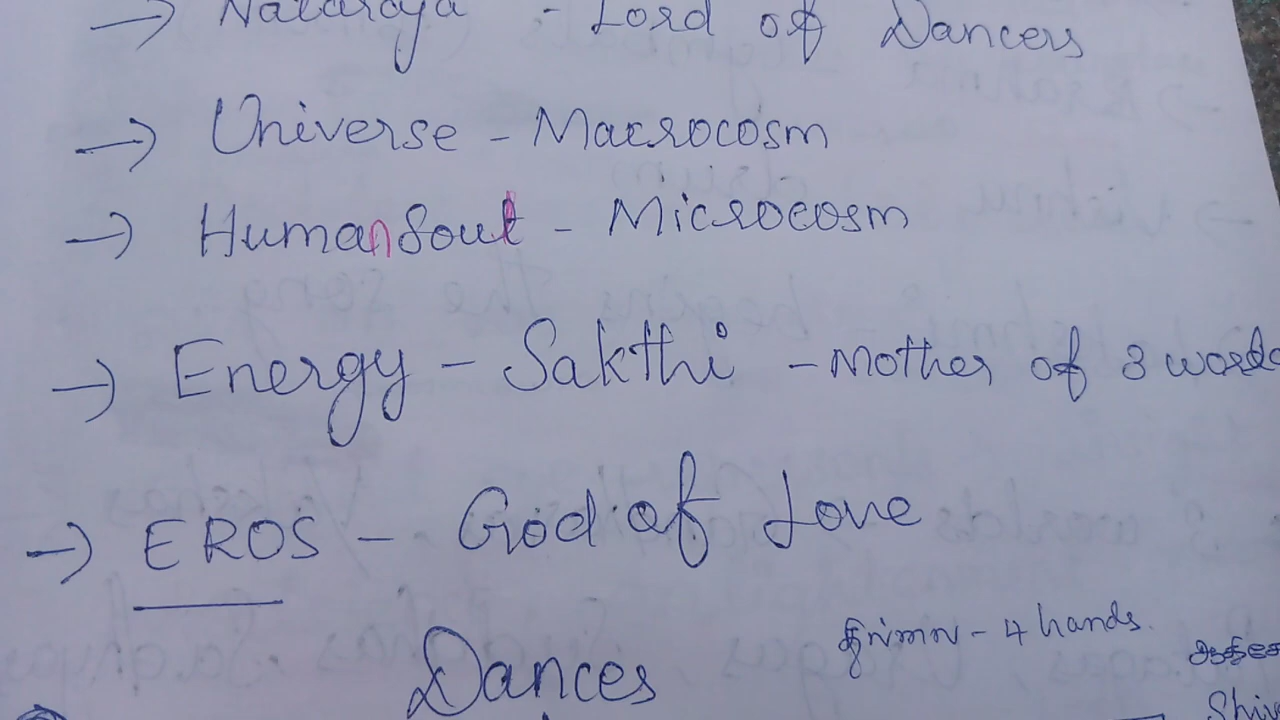 → Nataraja - Lord of Dancers
→ Universe - Macrocosm
→ Human Soul - Microcosm
→ Energy - Sakthi - Mother of 3 worlds
→ EROS - God of Love
Dances
தில்லை - 4 hands